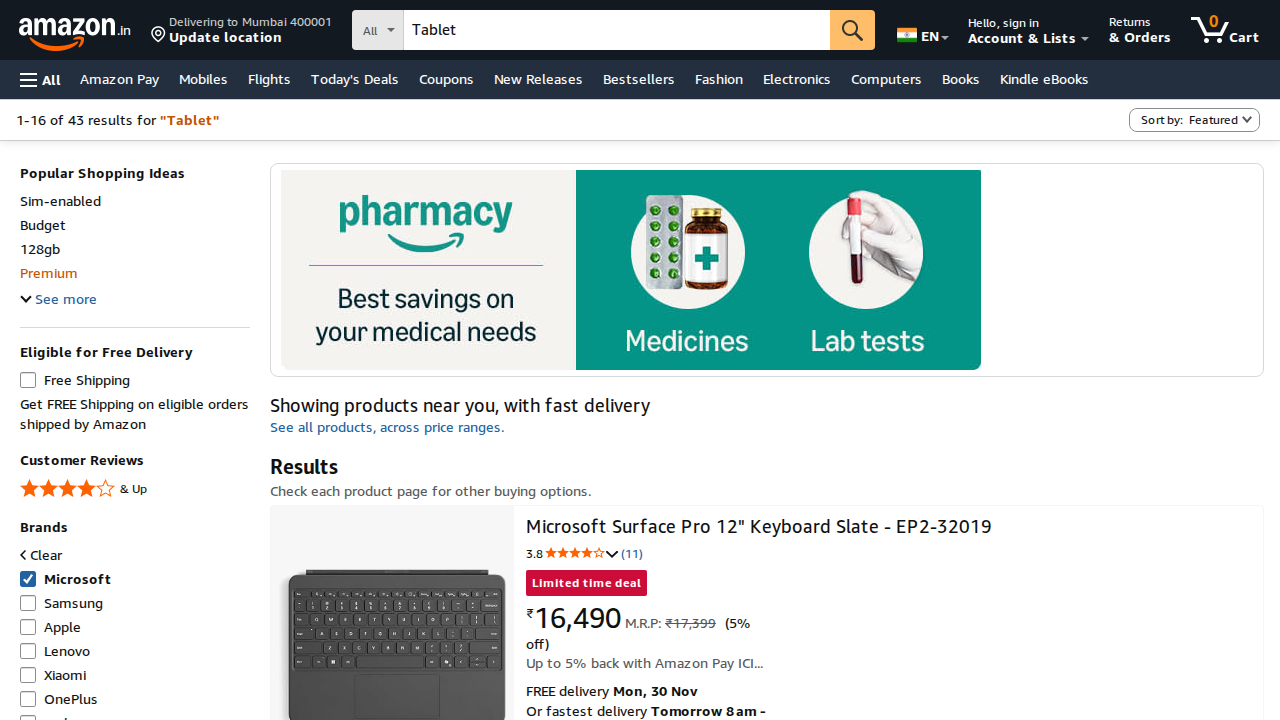 amazon.in
Delivering to Mumbai 400001
Update location
All
Tablet
EN
Hello, sign in
Account & Lists
Returns
& Orders
0
Cart
All
Amazon Pay
Mobiles
Flights
Today's Deals
Coupons
New Releases
Bestsellers
Fashion
Electronics
Computers
Books
Kindle eBooks
1-16 of 43 results for "Tablet"
Sort by: Featured
Popular Shopping Ideas
Sim-enabled
Budget
128gb
Premium
See more
Eligible for Free Delivery
Free Shipping
Get FREE Shipping on eligible orders
shipped by Amazon
Customer Reviews
& Up
Brands
Clear
Microsoft
Samsung
Apple
Lenovo
Xiaomi
OnePlus
pharmacy
Best savings on
your medical needs
Medicines
Lab tests
Showing products near you, with fast delivery
See all products, across price ranges.
Results
Check each product page for other buying options.
Microsoft Surface Pro 12" Keyboard Slate - EP2-32019
3.8 (11)
Limited time deal
₹16,490 M.R.P: ₹17,399 (5%
off)
Up to 5% back with Amazon Pay ICI…
FREE delivery Mon, 30 Nov
Or fastest delivery Tomorrow 8 am -